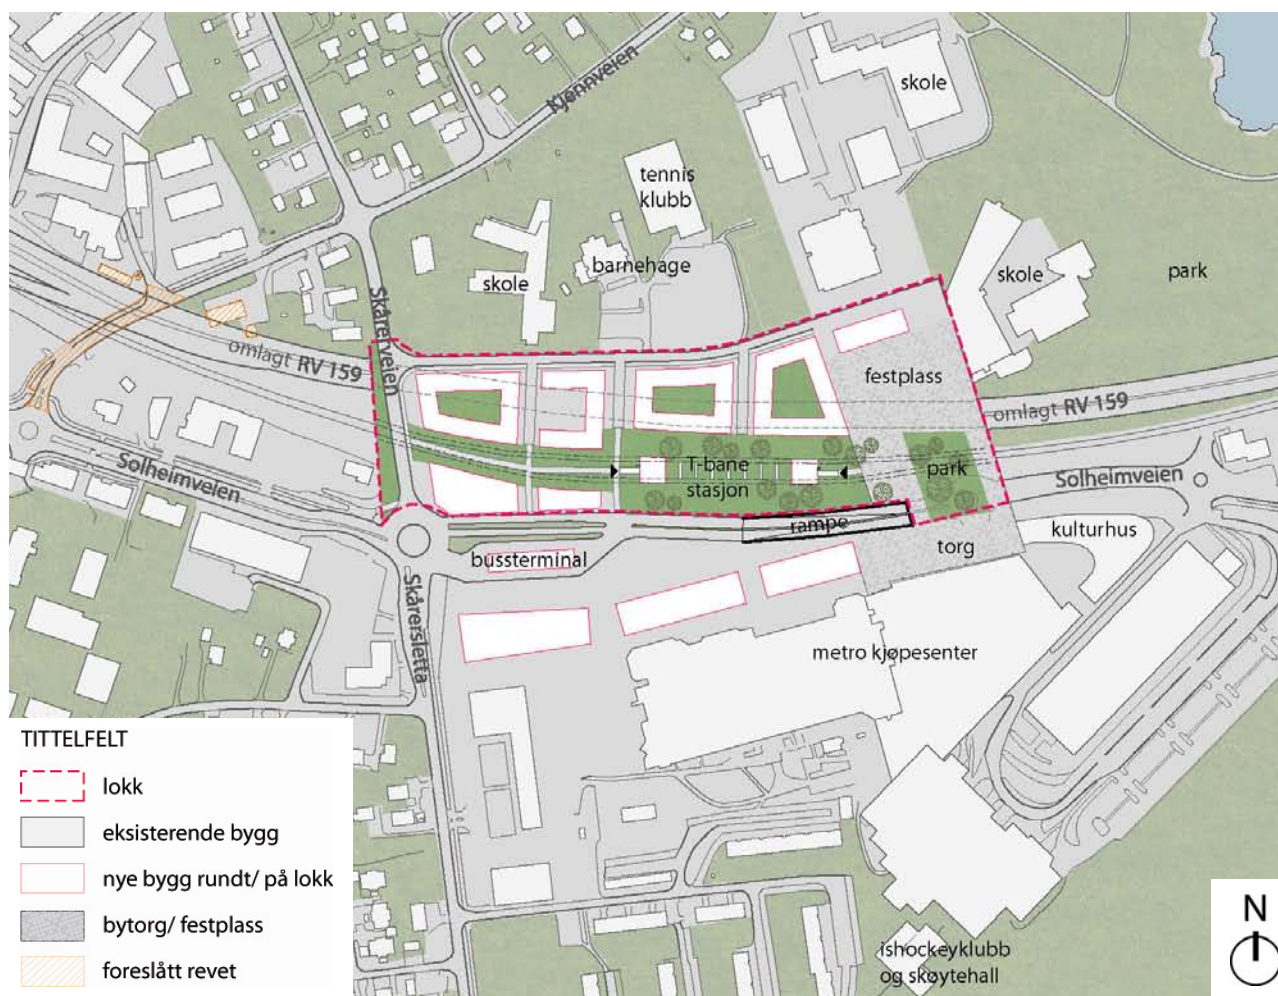 Kjennveien
skole
tennis
klubb
barnehage
skole
skole
park
Skårerveien
omlagt RV 159
festplass
omlagt RV 159
T-bane
stasjon
park
Solheimveien
Solheimveien
rampe
torg
kulturhus
bussterminal
Skårersletta
metro kjøpesenter
TITTELFELT
lokk
eksisterende bygg
nye bygg rundt/ på lokk
bytorg/ festplass
foreslått revet
ishockeyklubb
og skøytehall
N